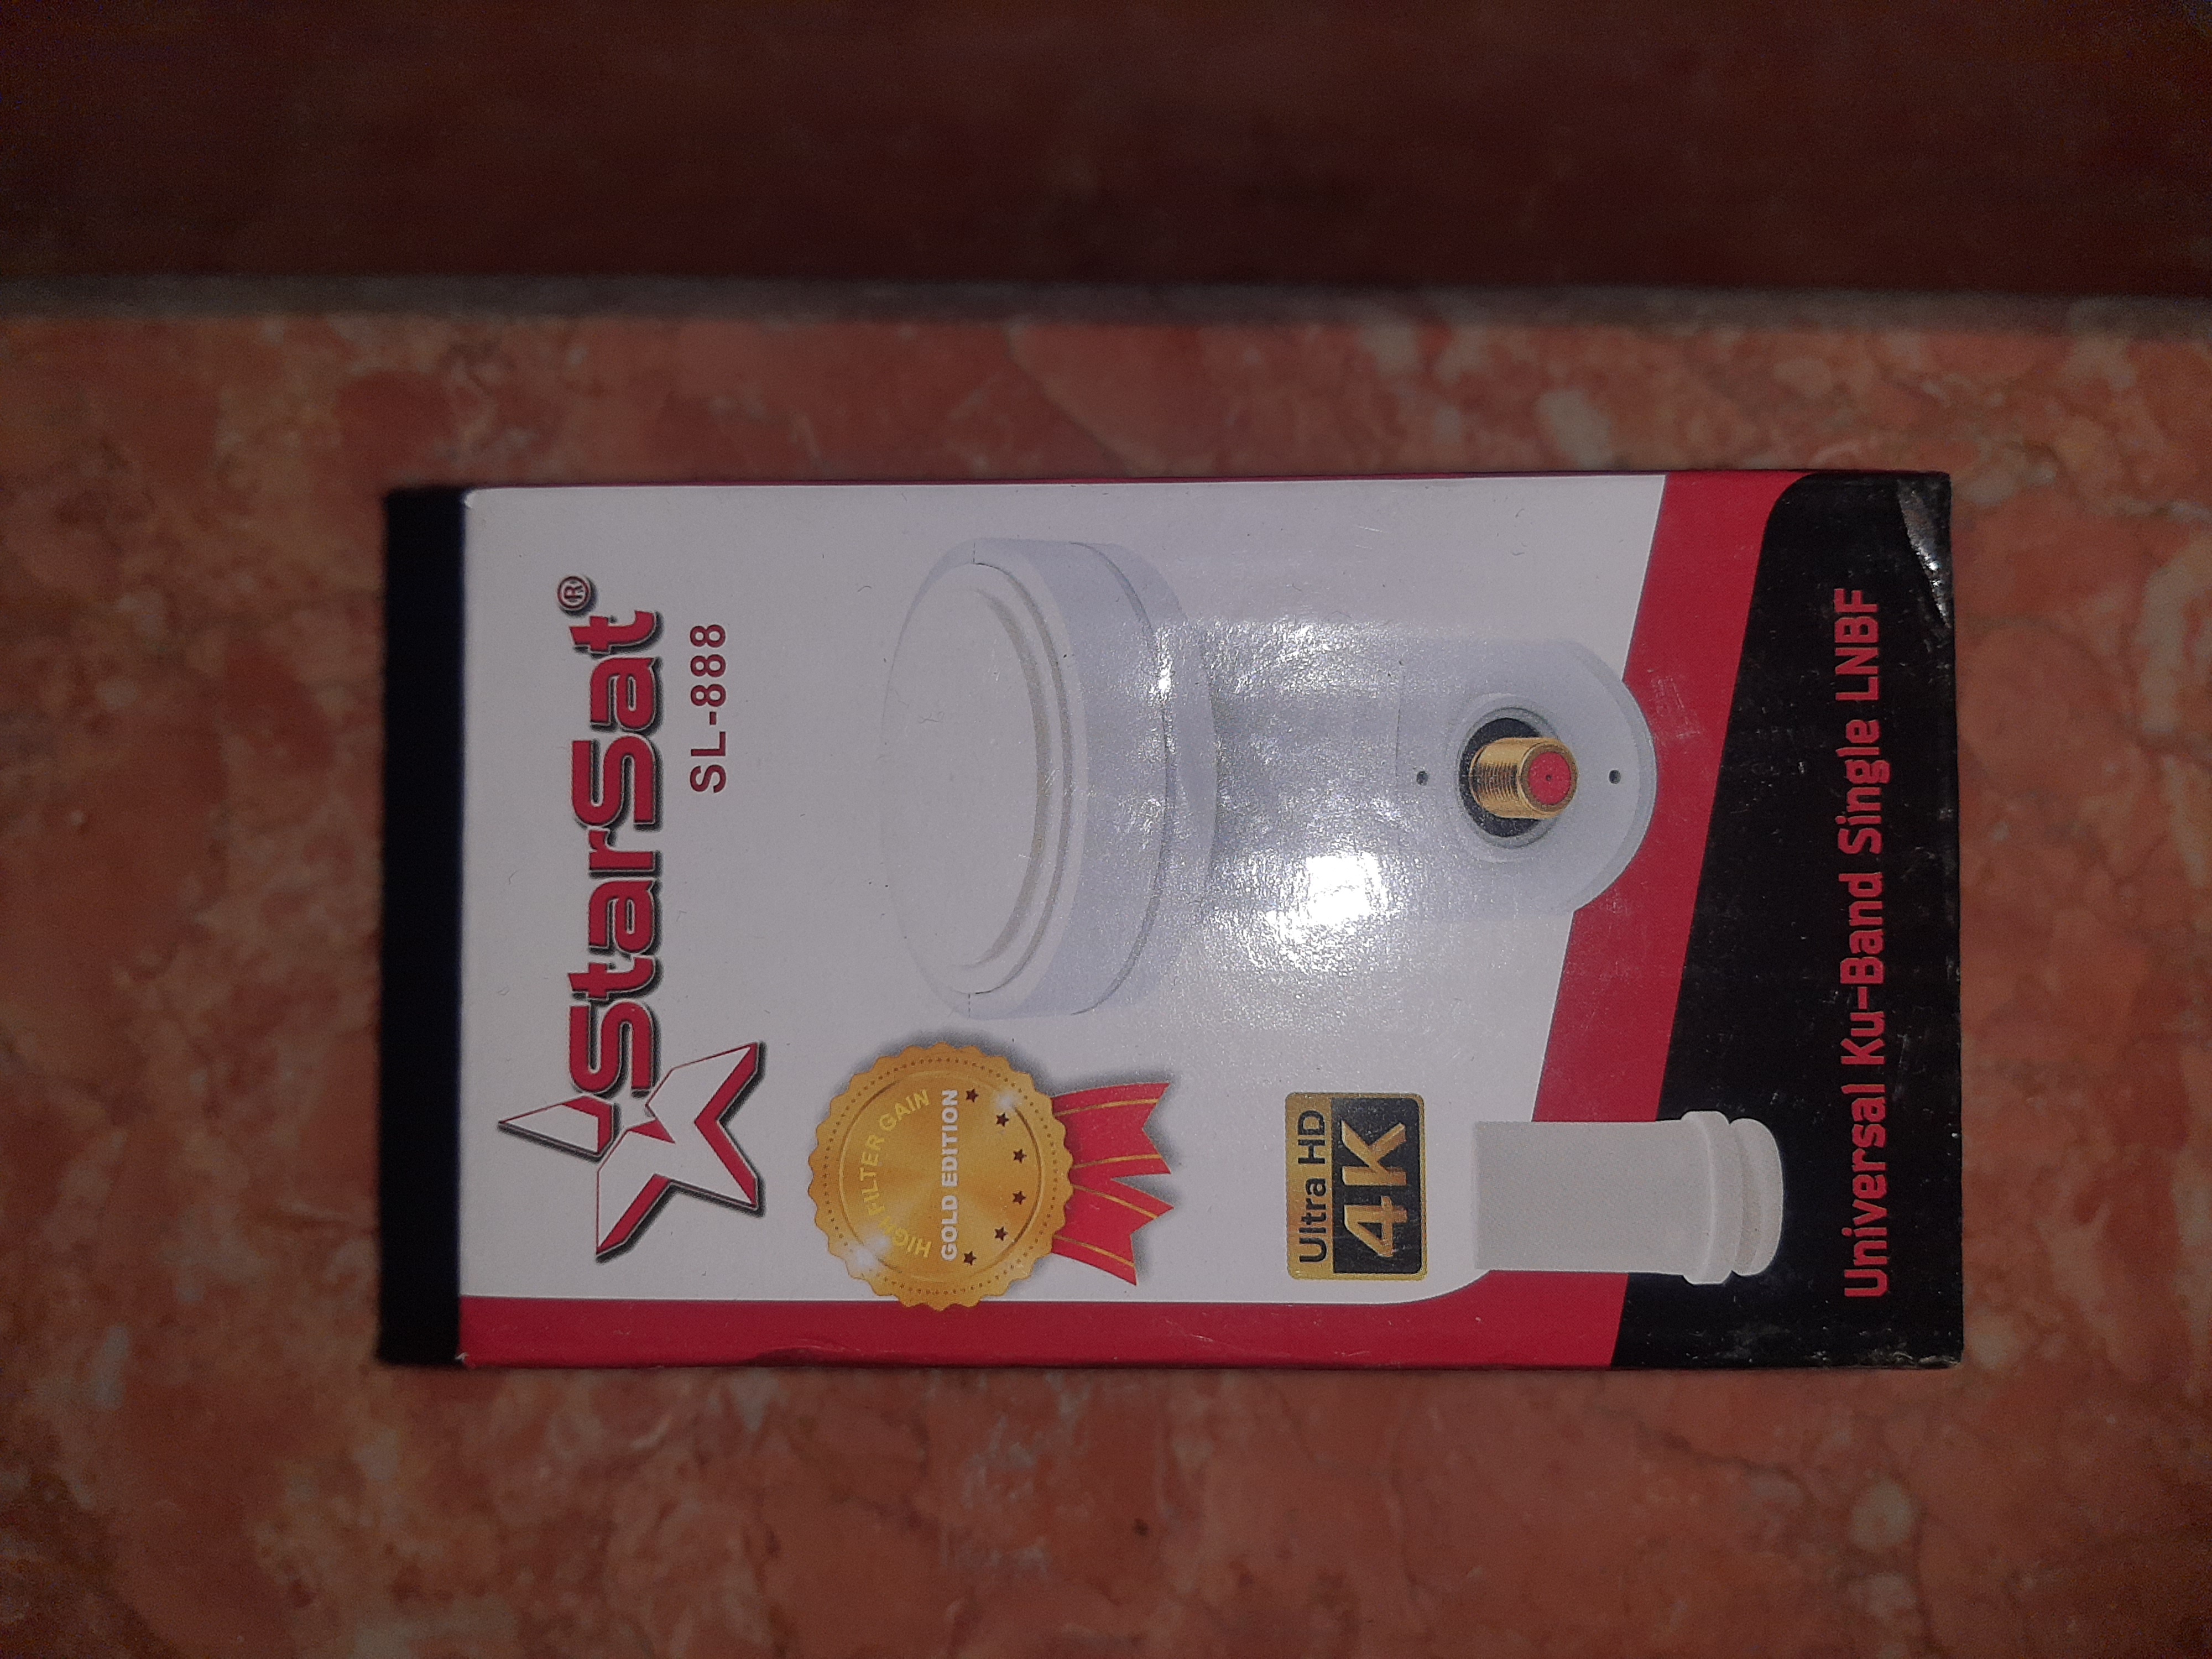 StarSat®
SL-888
HIGH FILTER GAIN
GOLD EDITION
Ultra HD
4K
Universal Ku-Band Single LNBF